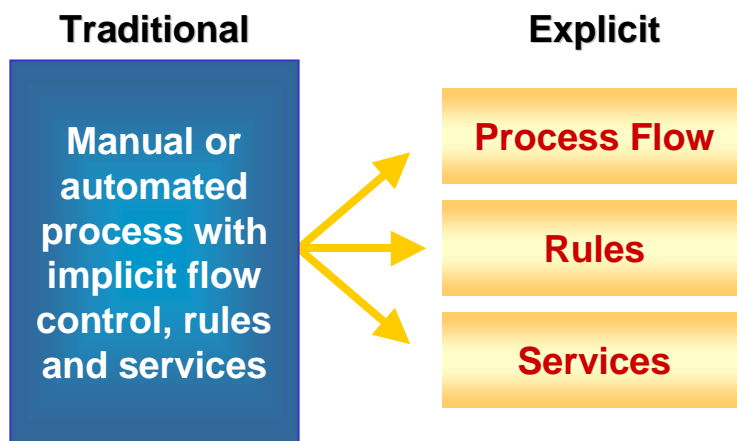 Traditional
Explicit
Manual or
automated
process with
implicit flow
control, rules
and services
Process Flow
Rules
Services